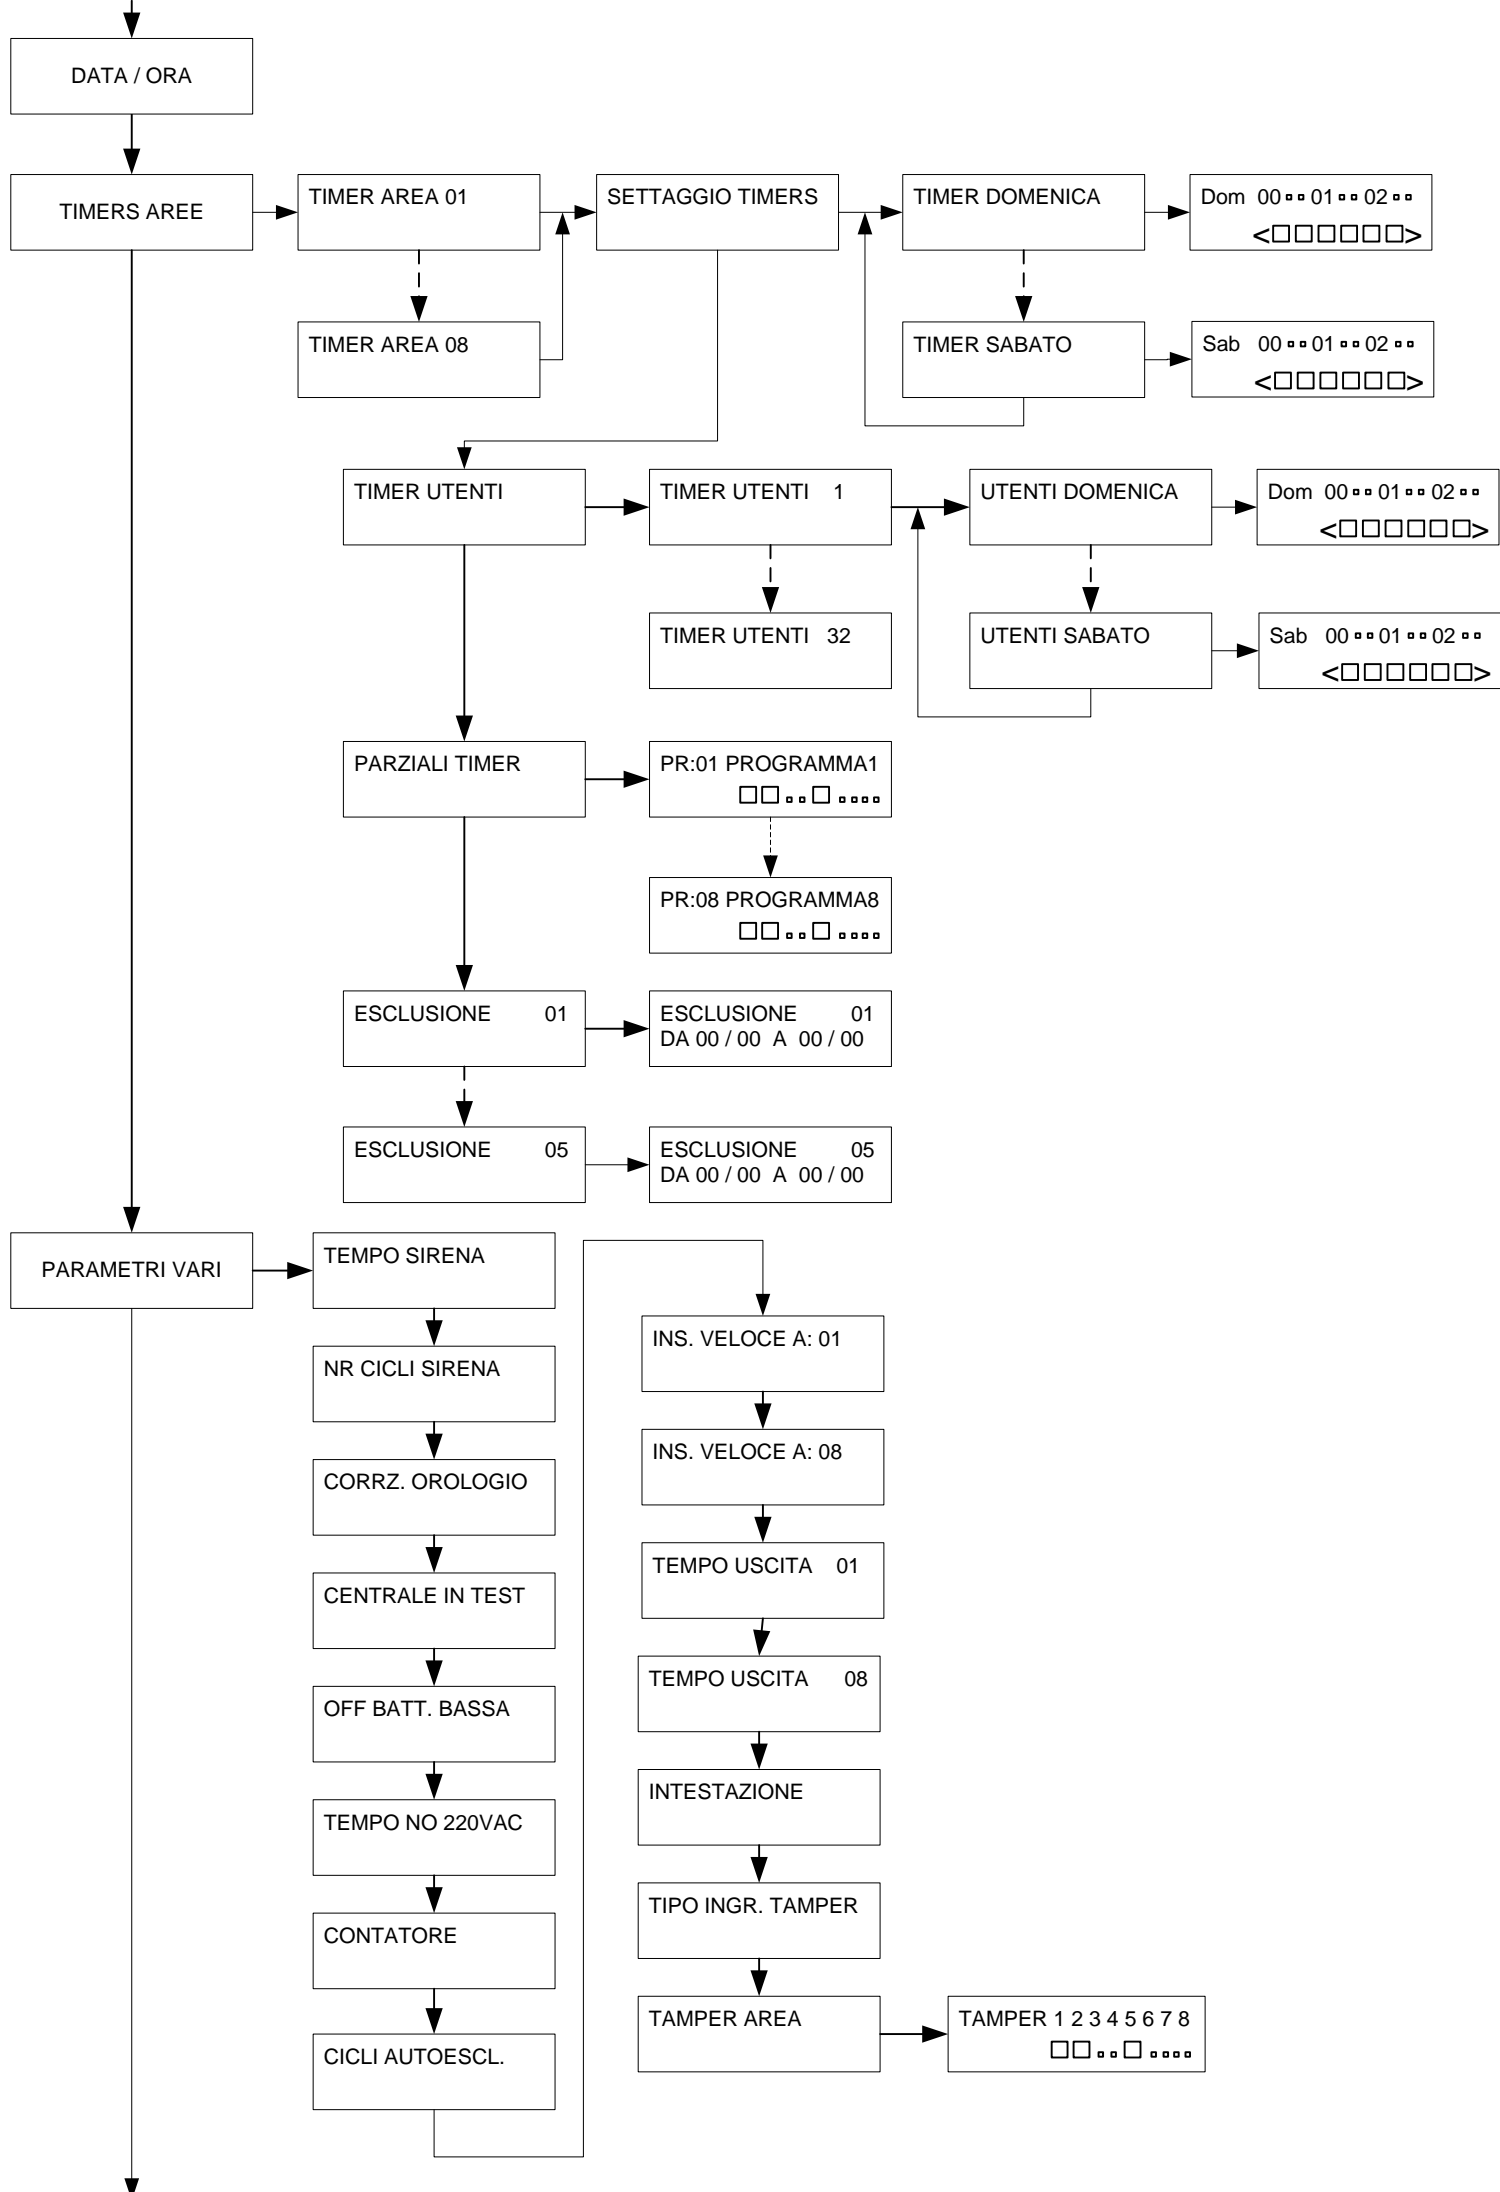 DATA / ORA
TIMERS AREE
TIMER AREA 01
SETTAGGIO TIMERS
TIMER DOMENICA
Dom 00▫▫01▫▫02▫▫
<□□□□□□>
TIMER AREA 08
TIMER SABATO
Sab 00▫▫01▫▫02▫▫
<□□□□□□>
TIMER UTENTI
TIMER UTENTI 1
UTENTI DOMENICA
Dom 00▫▫01▫▫02▫▫
<□□□□□□>
TIMER UTENTI 32
UTENTI SABATO
Sab 00▫▫01▫▫02▫▫
<□□□□□□>
PARZIALI TIMER
PR:01 PROGRAMMA1
□□▫▫□▫▫▫▫
PR:08 PROGRAMMA8
□□▫▫□▫▫▫▫
ESCLUSIONE 01
ESCLUSIONE 01
DA 00 / 00 A 00 / 00
ESCLUSIONE 05
ESCLUSIONE 05
DA 00 / 00 A 00 / 00
PARAMETRI VARI
TEMPO SIRENA
NR CICLI SIRENA
CORRZ. OROLOGIO
CENTRALE IN TEST
OFF BATT. BASSA
TEMPO NO 220VAC
CONTATORE
CICLI AUTOESCL.
INS. VELOCE A: 01
INS. VELOCE A: 08
TEMPO USCITA 01
TEMPO USCITA 08
INTESTAZIONE
TIPO INGR. TAMPER
TAMPER AREA
TAMPER 1 2 3 4 5 6 7 8
□□▫▫□▫▫▫▫